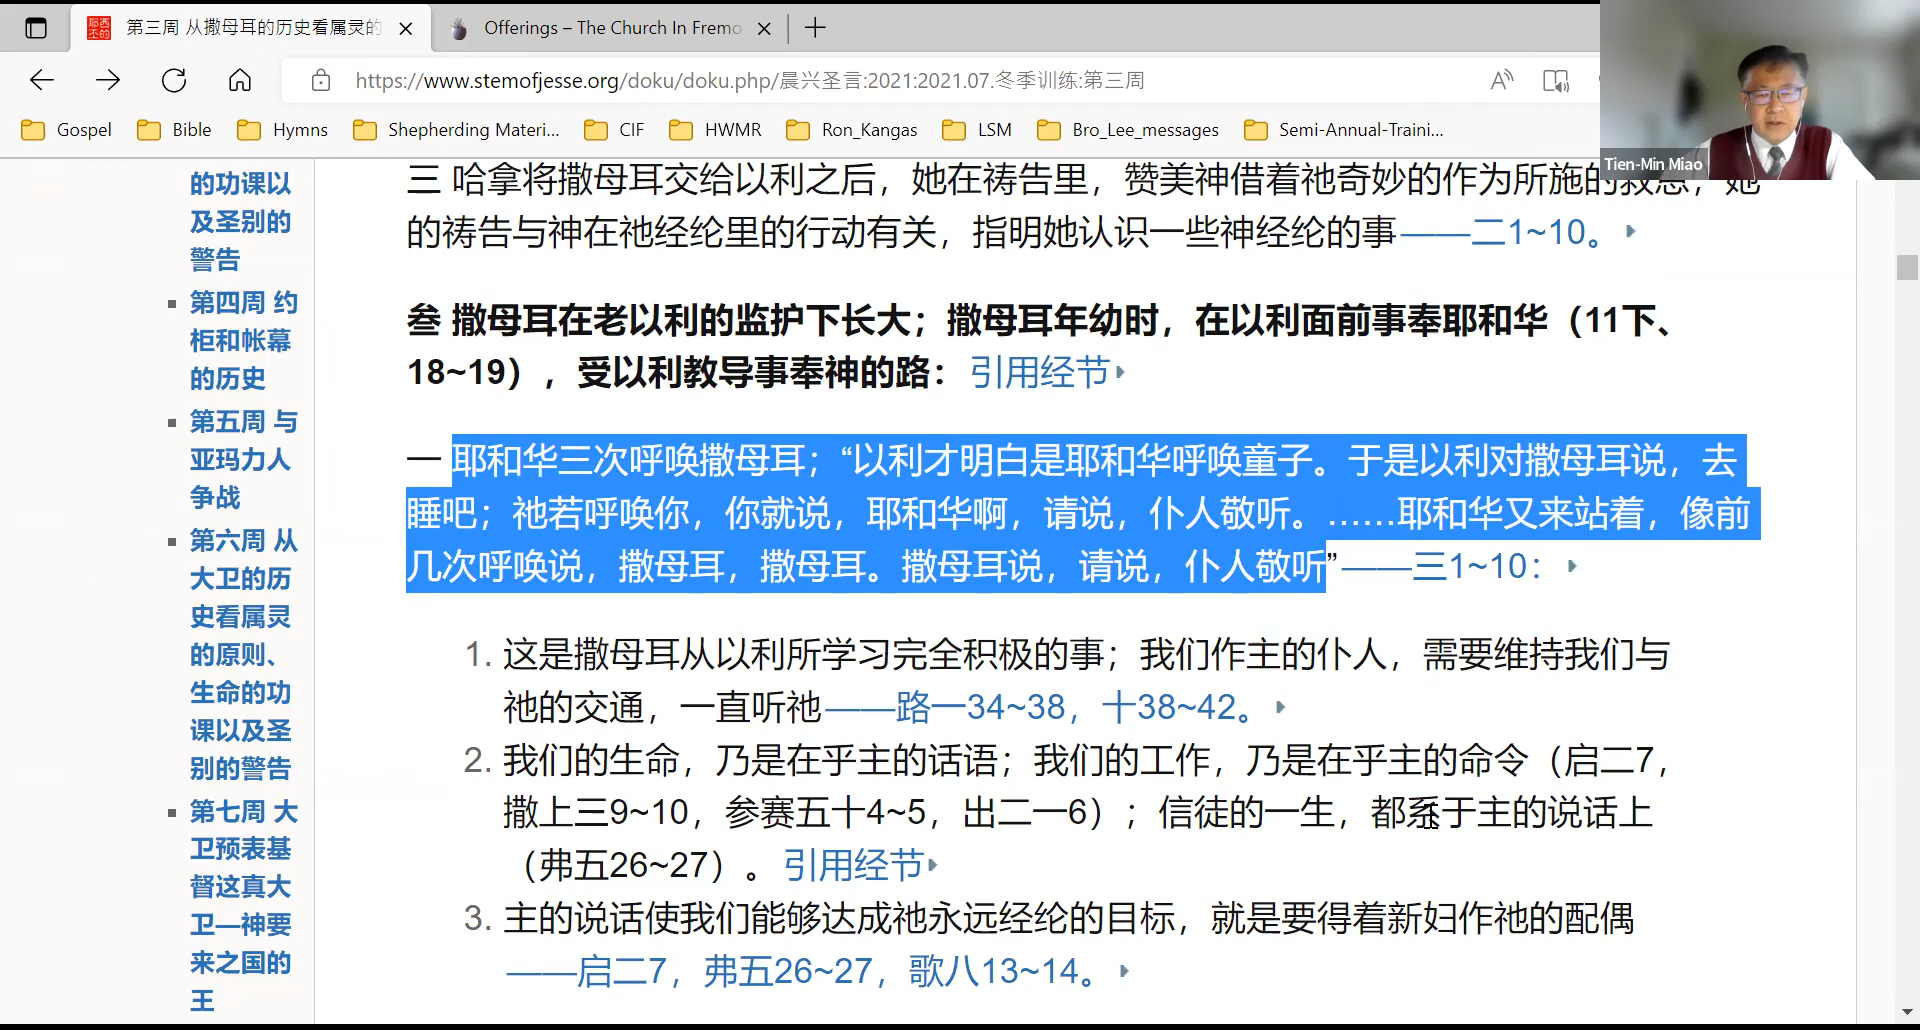 第三周 从撒母耳的历史看属灵的
Offerings – The Church In Fremo
https://www.stemofjesse.org/doku/doku.php/晨兴圣言:2021:2021.07.冬季训练:第三周
Gospel
Bible
Hymns
Shepherding Materi...
CIF
HWMR
Ron_Kangas
LSM
Bro_Lee_messages
Semi-Annual-Traini...
Tien-Min Miao
的功课以
及圣别的
警告
第四周 约
柜和帐幕
的历史
第五周 与
亚玛力人
争战
第六周 从
大卫的历
史看属灵
的原则、
生命的功
课以及圣
别的警告
第七周 大
卫预表基
督这真大
卫—神要
来之国的
王
三 哈拿将撒母耳交给以利之后，她在祷告里，赞美神借着祂奇妙的作为所施的救恩，她
的祷告与神在祂经纶里的行动有关，指明她认识一些神经纶的事——二1~10。
叁 撒母耳在老以利的监护下长大；撒母耳年幼时，在以利面前事奉耶和华（11下、
18~19），受以利教导事奉神的路： 引用经节
一 耶和华三次呼唤撒母耳；“以利才明白是耶和华呼唤童子。于是以利对撒母耳说，去
睡吧；祂若呼唤你，你就说，耶和华啊，请说，仆人敬听。……耶和华又来站着，像前
几次呼唤说，撒母耳，撒母耳。撒母耳说，请说，仆人敬听”——三1~10：
1. 这是撒母耳从以利所学习完全积极的事；我们作主的仆人，需要维持我们与
祂的交通，一直听祂——路一34~38，十38~42。
2. 我们的生命，乃是在乎主的话语；我们的工作，乃是在乎主的命令（启二7，
撒上三9~10，参赛五十4~5，出二一6）；信徒的一生，都系于主的说话上
（弗五26~27）。 引用经节
3. 主的说话使我们能够达成祂永远经纶的目标，就是要得着新妇作祂的配偶
——启二7，弗五26~27，歌八13~14。